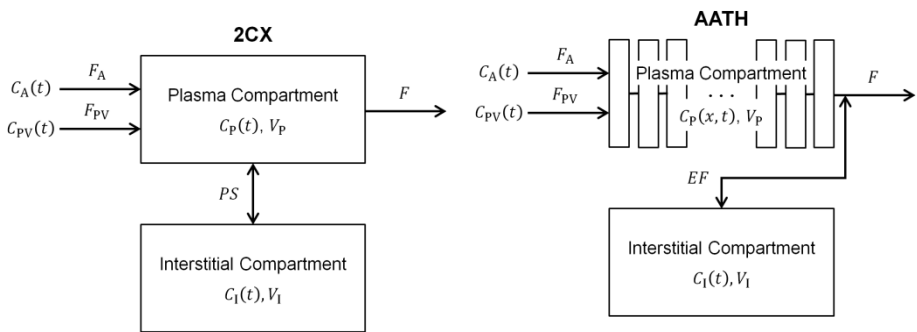 2CX
F_A
C_A(t)
F_PV
C_PV(t)
Plasma Compartment
C_P(t), V_P
F
PS
Interstitial Compartment
C_I(t), V_I
AATH
F_A
C_A(t)
F_PV
C_PV(t)
Plasma Compartment
...
C_P(x, t), V_P
F
EF
Interstitial Compartment
C_I(t), V_I